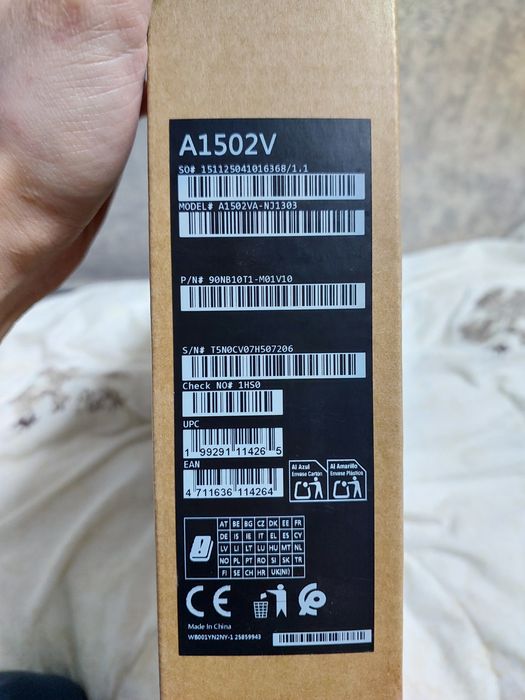 A1502V
SO# 151125041016368/1.1
MODEL# A1502VA-NJ1303
P/N# 90NB10T1-M01V10
S/N# T5N0CV07H507206
Check NO# 1HS0
UPC
1 99291 11426 5
EAN
4 711636 114264
Al Azul
Envase Cartón
Al Amarillo
Envase Plástico
AT BE BG CZ DK EE FR
DE IS IE IT EL ES CY
LV LI LT LU HU MT NL
NO PL PT RO SI SK TR
FI SE CH HR UK(NI)
CE
Made In China
WB001YN2NY-1 25859943